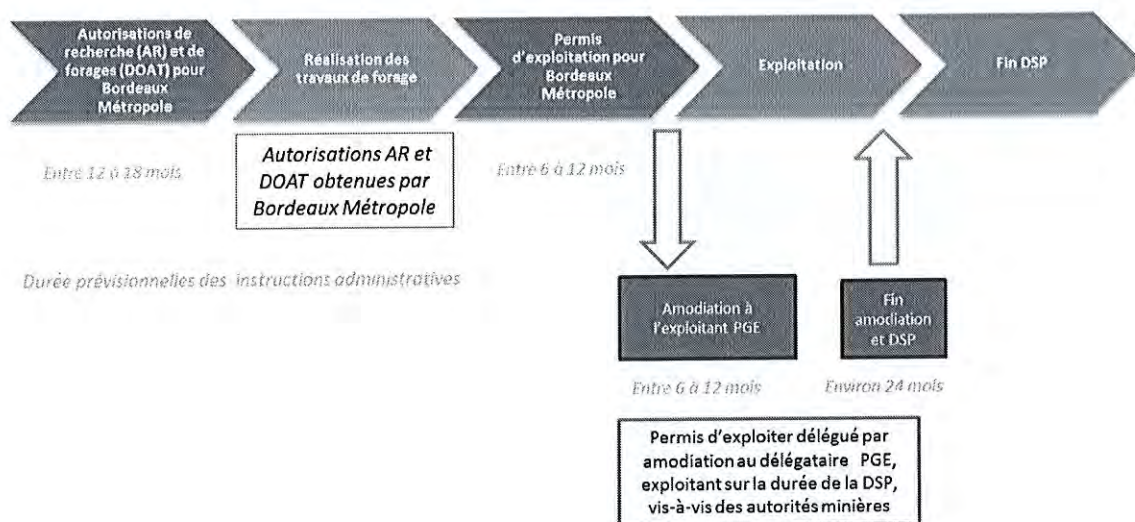 Autorisations de
recherche (AR) et de
forages (DOAT) pour
Bordeaux
Métropole
Réalisation des
travaux de forage
Permis
d'exploitation pour
Bordeaux
Métropole
Exploitation
Fin DSP
Entre 12 à 18 mois
Autorisations AR et
DOAT obtenues par
Bordeaux Métropole
Entre 6 à 12 mois
Durée prévisionnelles des instructions administratives
Amodiation à
l'exploitant PGE
Fin
amodiation
et DSP
Entre 6 à 12 mois
Environ 24 mois
Permis d'exploiter délégué par
amodiation au délégataire PGE,
exploitant sur la durée de la DSP,
vis-à-vis des autorités minières